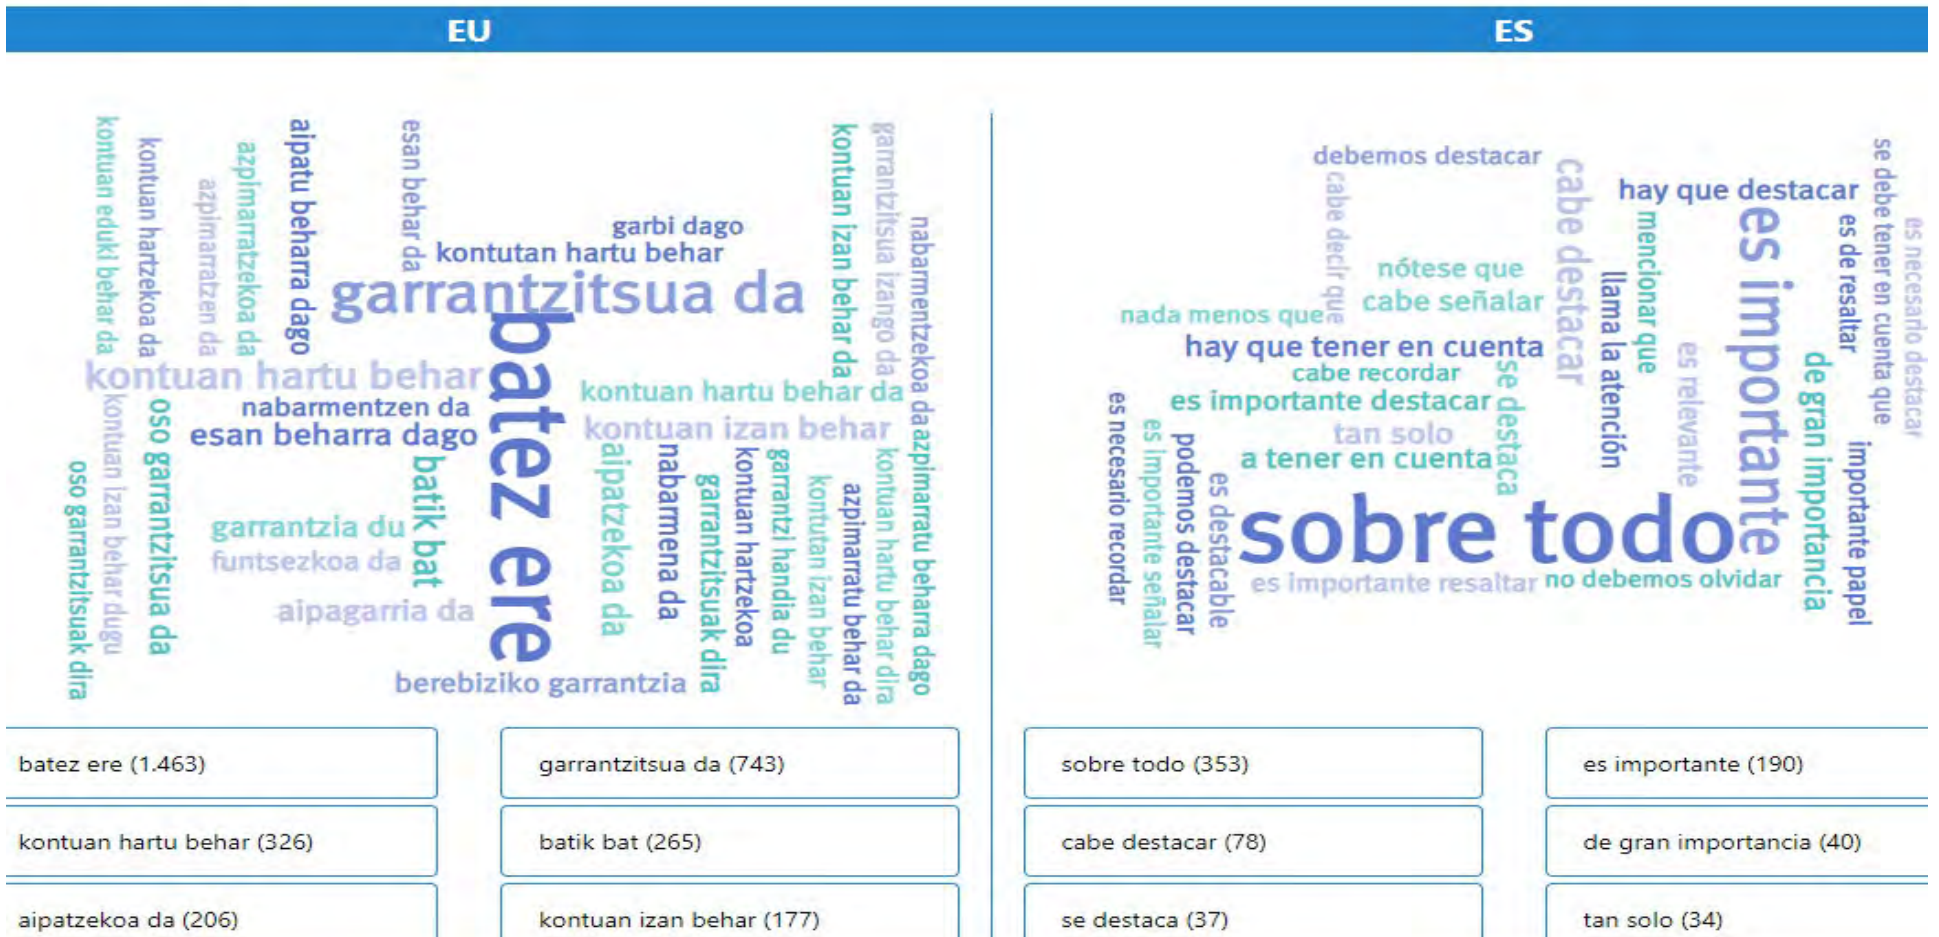 EU
kontuan eduki behar da
kontuan hartzekoa da
azpimarratzen da
azpimarratzekoa da
aipatu beharra dago
esan behar da
garbi dago
kontutan hartu behar
garrantzitsua da
kontuan izan behar da
garrantzitsua izango da
nabarmentzekoa da
kontuan hartu behar
batez ere
kontuan hartu behar da
nabarmentzen da
esan beharra dago
kontuan izan behar
oso garrantzitsuak dira
kontuan izan behar dugu
oso garrantzitsua da
batik bat
garrantzia du
funtsezkoa da
aipagarria da
aipatzekoa da
nabarmena da
garrantzitsuak dira
kontuan hartzekoa
garrantzi handia du
kontutan izan behar
azpimarratu behar da
kontuan hartu behar dira
azpimarratu beharra dago
berebiziko garrantzia
batez ere (1.463)
garrantzitsua da (743)
kontuan hartu behar (326)
batik bat (265)
aipatzekoa da (206)
kontuan izan behar (177)
ES
debemos destacar
cabe decir que
cabe destacar
hay que destacar
se debe tener en cuenta que
es necesario destacar
es de resaltar
es importante
mencionar que
llama la atención
nótese que
cabe señalar
nada menos que
hay que tener en cuenta
cabe recordar
es importante destacar
se destaca
tan solo
a tener en cuenta
es relevante
de gran importancia
importante papel
es necesario recordar
es importante señalar
podemos destacar
es destacable
sobre todo
es importante resaltar
no debemos olvidar
sobre todo (353)
es importante (190)
cabe destacar (78)
de gran importancia (40)
se destaca (37)
tan solo (34)